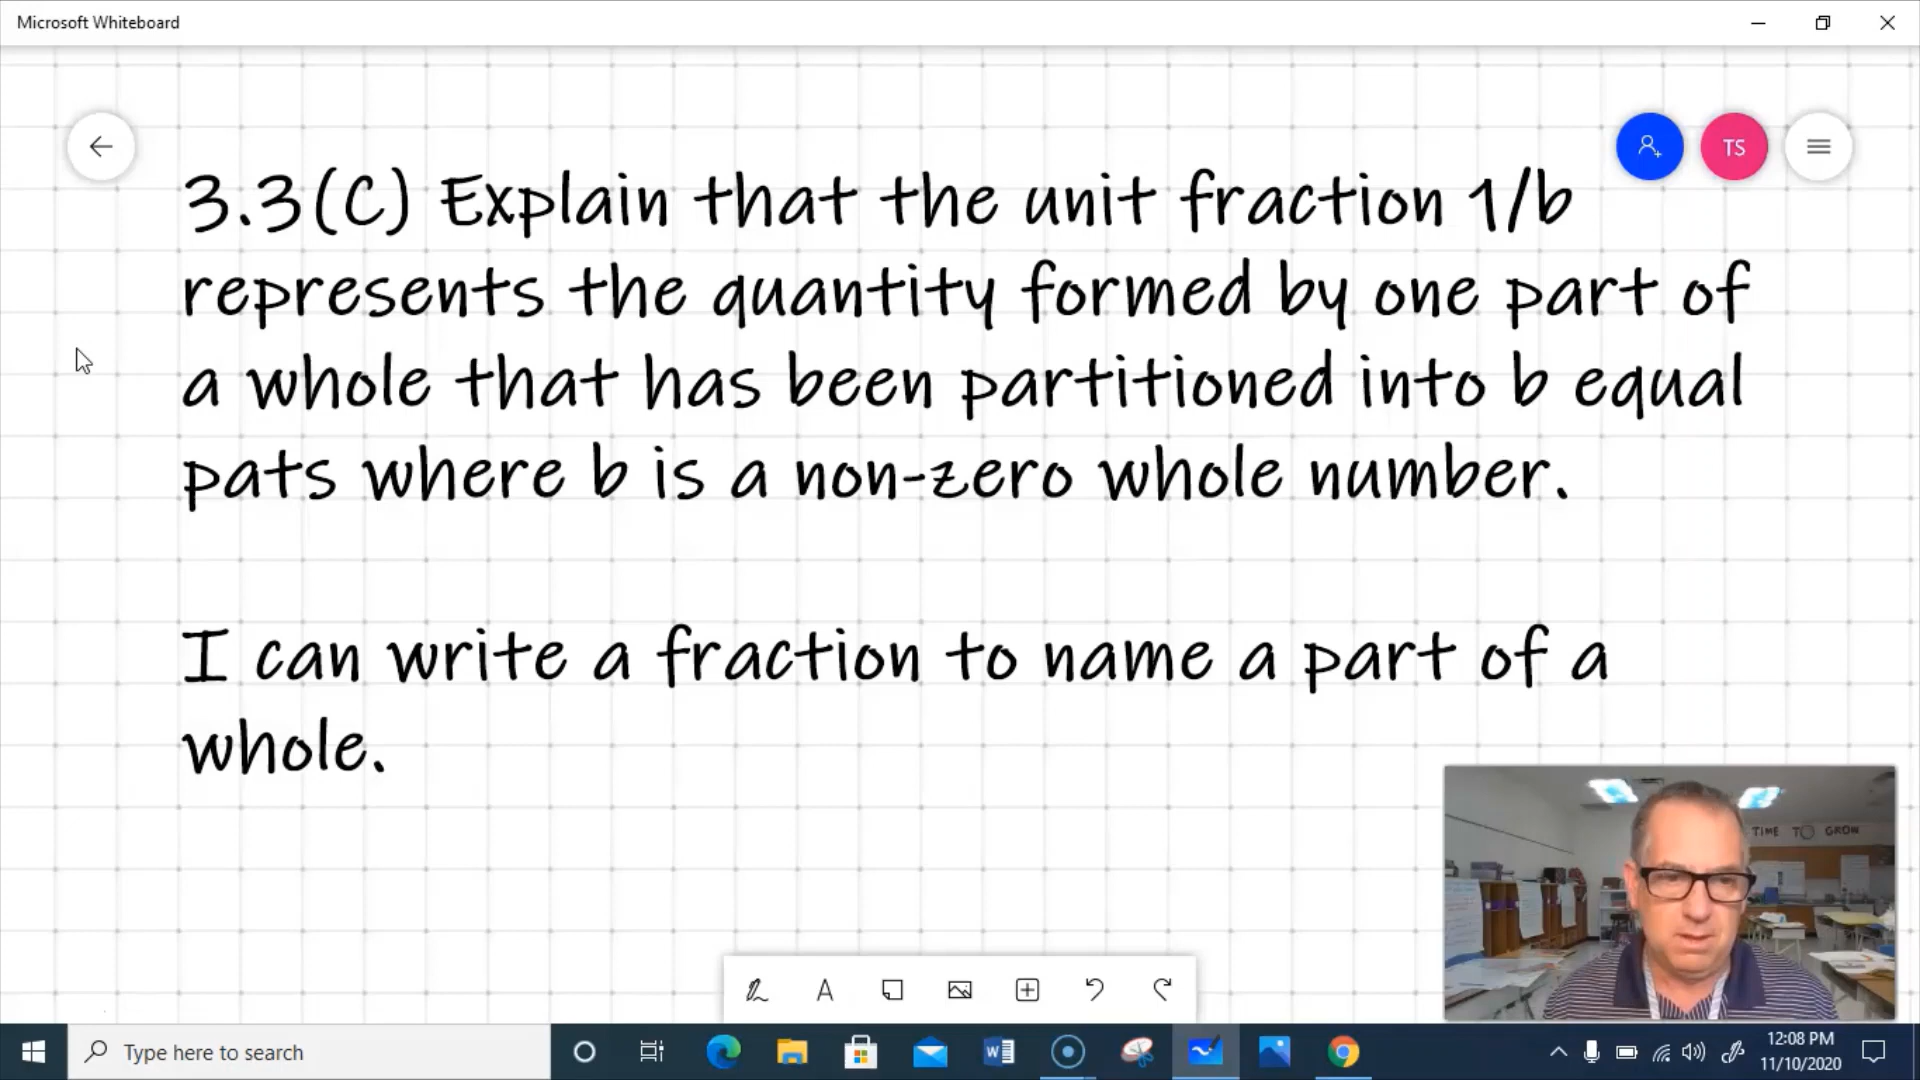 Microsoft Whiteboard
TS
3.3(C) Explain that the unit fraction 1/b
represents the quantity formed by one part of
a whole that has been partitioned into b equal
pats where b is a non-zero whole number.
I can write a fraction to name a part of a
whole.
TIME TO GROW
Type here to search
12:08 PM
11/10/2020